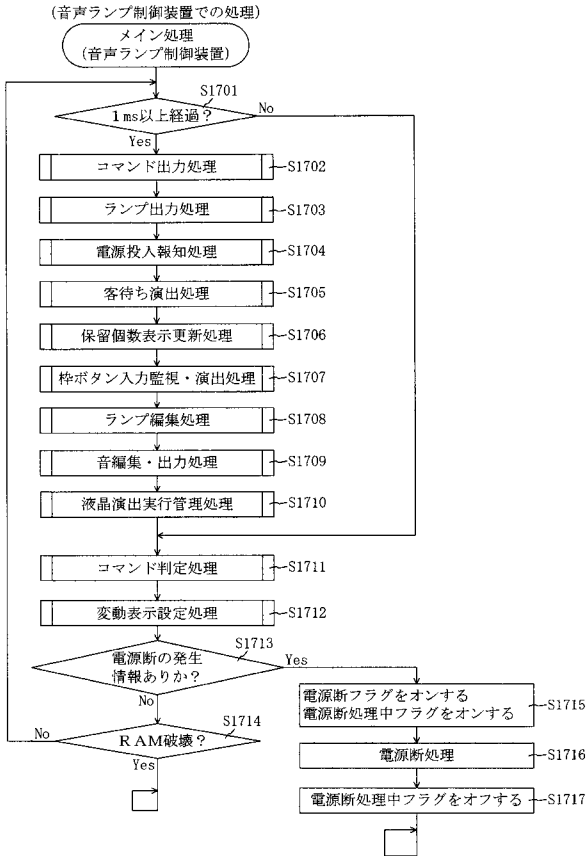 (音声ランプ制御装置での処理)
メイン処理
(音声ランプ制御装置)
S1701
1ms以上経過?
No
Yes
コマンド出力処理
S1702
ランプ出力処理
S1703
電源投入報知処理
S1704
客待ち演出処理
S1705
保留個数表示更新処理
S1706
枠ボタン入力監視・演出処理
S1707
ランプ編集処理
S1708
音編集・出力処理
S1709
液晶演出実行管理処理
S1710
コマンド判定処理
S1711
変動表示設定処理
S1712
S1713
電源断の発生
情報ありか?
Yes
No
電源断フラグをオンする
電源断処理中フラグをオンする
S1715
S1714
No
RAM破壊?
Yes
電源断処理
S1716
電源断処理中フラグをオフする
S1717